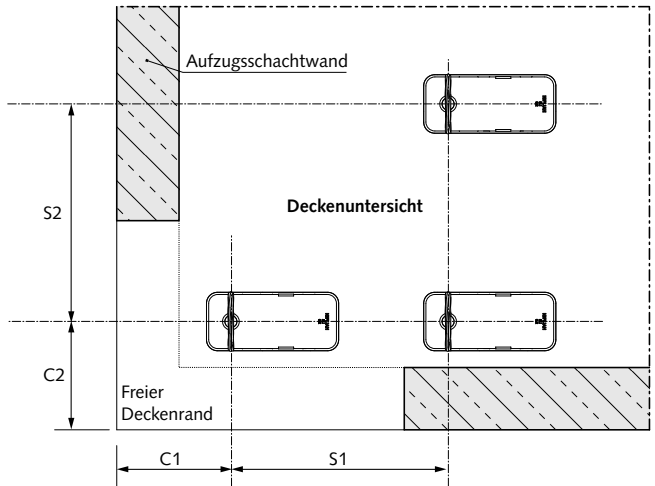 Aufzugsschachtwand
S2
Deckenuntersicht
C2
Freier
Deckenrand
C1
S1